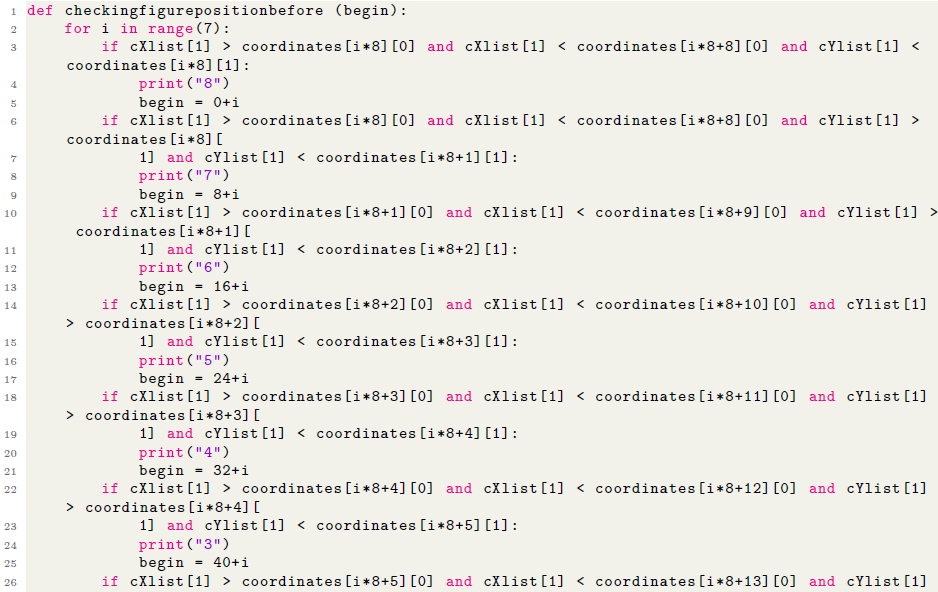 1 def checkingfigurepositionbefore (begin):
2 for i in range(7):
3 if cXlist[1] > coordinates[i*8][0] and cXlist[1] < coordinates[i*8+8][0] and cYlist[1] <
coordinates[i*8][1]:
4 print("8")
5 begin = 0+i
6 if cXlist[1] > coordinates[i*8][0] and cXlist[1] < coordinates[i*8+8][0] and cYlist[1] >
coordinates[i*8][
7 1] and cYlist[1] < coordinates[i*8+1][1]:
8 print("7")
9 begin = 8+i
10 if cXlist[1] > coordinates[i*8+1][0] and cXlist[1] < coordinates[i*8+9][0] and cYlist[1] >
coordinates[i*8+1][
11 1] and cYlist[1] < coordinates[i*8+2][1]:
12 print("6")
13 begin = 16+i
14 if cXlist[1] > coordinates[i*8+2][0] and cXlist[1] < coordinates[i*8+10][0] and cYlist[1]
> coordinates[i*8+2][
15 1] and cYlist[1] < coordinates[i*8+3][1]:
16 print("5")
17 begin = 24+i
18 if cXlist[1] > coordinates[i*8+3][0] and cXlist[1] < coordinates[i*8+11][0] and cYlist[1]
> coordinates[i*8+3][
19 1] and cYlist[1] < coordinates[i*8+4][1]:
20 print("4")
21 begin = 32+i
22 if cXlist[1] > coordinates[i*8+4][0] and cXlist[1] < coordinates[i*8+12][0] and cYlist[1]
> coordinates[i*8+4][
23 1] and cYlist[1] < coordinates[i*8+5][1]:
24 print("3")
25 begin = 40+i
26 if cXlist[1] > coordinates[i*8+5][0] and cXlist[1] < coordinates[i*8+13][0] and cYlist[1]